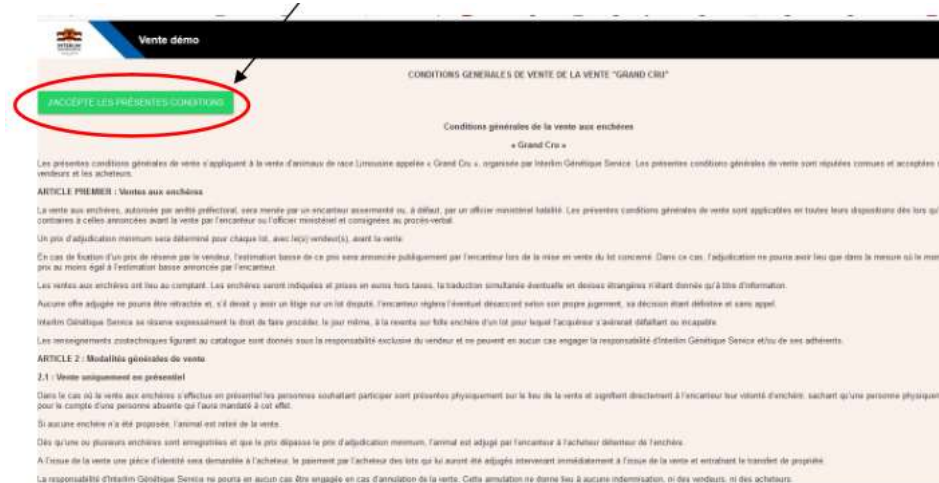 INTERLIM
Vente démo
CONDITIONS GENERALES DE VENTE DE LA VENTE "GRAND CRU"
J'ACCEPTE LES PRÉSENTES CONDITIONS
Conditions générales de la vente aux enchères
« Grand Cru »
Les présentes conditions générales de vente s'appliquent à la vente d'animaux de race Limousine appelée « Grand Cru », organisée par Interlim Génétique Service. Les présentes conditions générales de vente sont réputées connues et acceptées
vendeurs et les acheteurs.
ARTICLE PREMIER : Ventes aux enchères
La vente aux enchères, autorisée par arrêté préfectoral, sera menée par un encanteur assermenté ou, à défaut, par un officier ministériel habilité. Les présentes conditions générales de vente sont applicables en toutes leurs dispositions dès lors qu'
contraires à celles annoncées avant la vente par l'encanteur ou l'officier ministériel et consignées au procès-verbal.
Un prix d'adjudication minimum sera déterminé pour chaque lot, avec le(s) vendeur(s), avant la vente.
En cas de fixation d'un prix de réserve par le vendeur, l'estimation basse de ce prix sera annoncée publiquement par l'encanteur lors de la mise en vente du lot concerné. Dans ce cas, l'adjudication ne pourra avoir lieu que dans la mesure où le
prix au moins égal à l'estimation basse annoncée par l'encanteur.
Les ventes aux enchères ont lieu au comptant. Les enchères seront indiquées et prises en euros hors taxes, la traduction simultanée éventuelle en devises étrangères n'étant donnée qu'à titre d'information.
Aucune offre adjugée ne pourra être rétractée et, s'il devait y avoir un litige sur un lot disputé, l'encanteur réglera l'éventuel désaccord selon son propre jugement, sa décision étant définitive et sans appel.
Interlim Génétique Service se réserve expressément le droit de faire procéder, le jour même, à la revente sur folle enchère d'un lot pour lequel l'acquéreur s'avérerait défaillant ou incapable.
Les renseignements zootechniques figurant au catalogue sont donnés sous la responsabilité exclusive du vendeur et ne peuvent en aucun cas engager la responsabilité d'Interlim Génétique Service et/ou de ses adhérents.
ARTICLE 2 : Modalités générales de vente
2.1 : Vente uniquement en présentiel
Dans le cas où la vente aux enchères s'effectue en présentiel les personnes souhaitant participer sont présentes physiquement sur le lieu de la vente et signifient directement à l'encanteur leur volonté d'enchérir, sachant qu'une personne
pour le compte d'une personne absente qui l'aura mandaté à cet effet.
Si aucune enchère n'a été proposée, l'animal est retiré de la vente.
Dès qu'une ou plusieurs enchères sont enregistrées et que le prix dépasse le prix d'adjudication minimum, l'animal est adjugé par l'encanteur à l'acheteur détenteur de l'enchère.
A l'issue de la vente une pièce d'identité sera demandée à l'acheteur, le paiement par l'acheteur des lots qui lui auront été adjugés intervenant immédiatement à l'issue de la vente et entraînant le transfert de propriété.
La responsabilité d'Interlim Génétique Service ne pourra en aucun cas être engagée en cas d'annulation de la vente. Cette annulation ne donne lieu à aucune indemnisation, ni des vendeurs, ni des acheteurs.